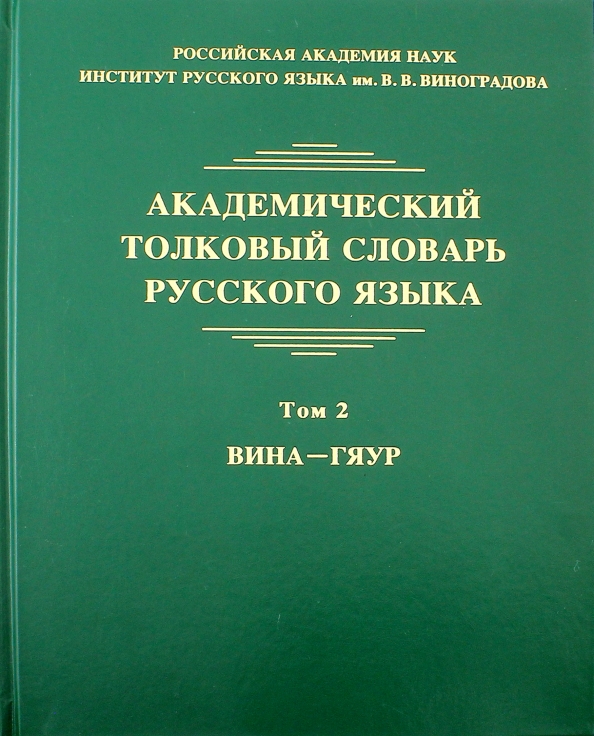 РОССИЙСКАЯ АКАДЕМИЯ НАУК
ИНСТИТУТ РУССКОГО ЯЗЫКА им. В. В. ВИНОГРАДОВА
АКАДЕМИЧЕСКИЙ
ТОЛКОВЫЙ СЛОВАРЬ
РУССКОГО ЯЗЫКА
Том 2
ВИНА—ГЯУР